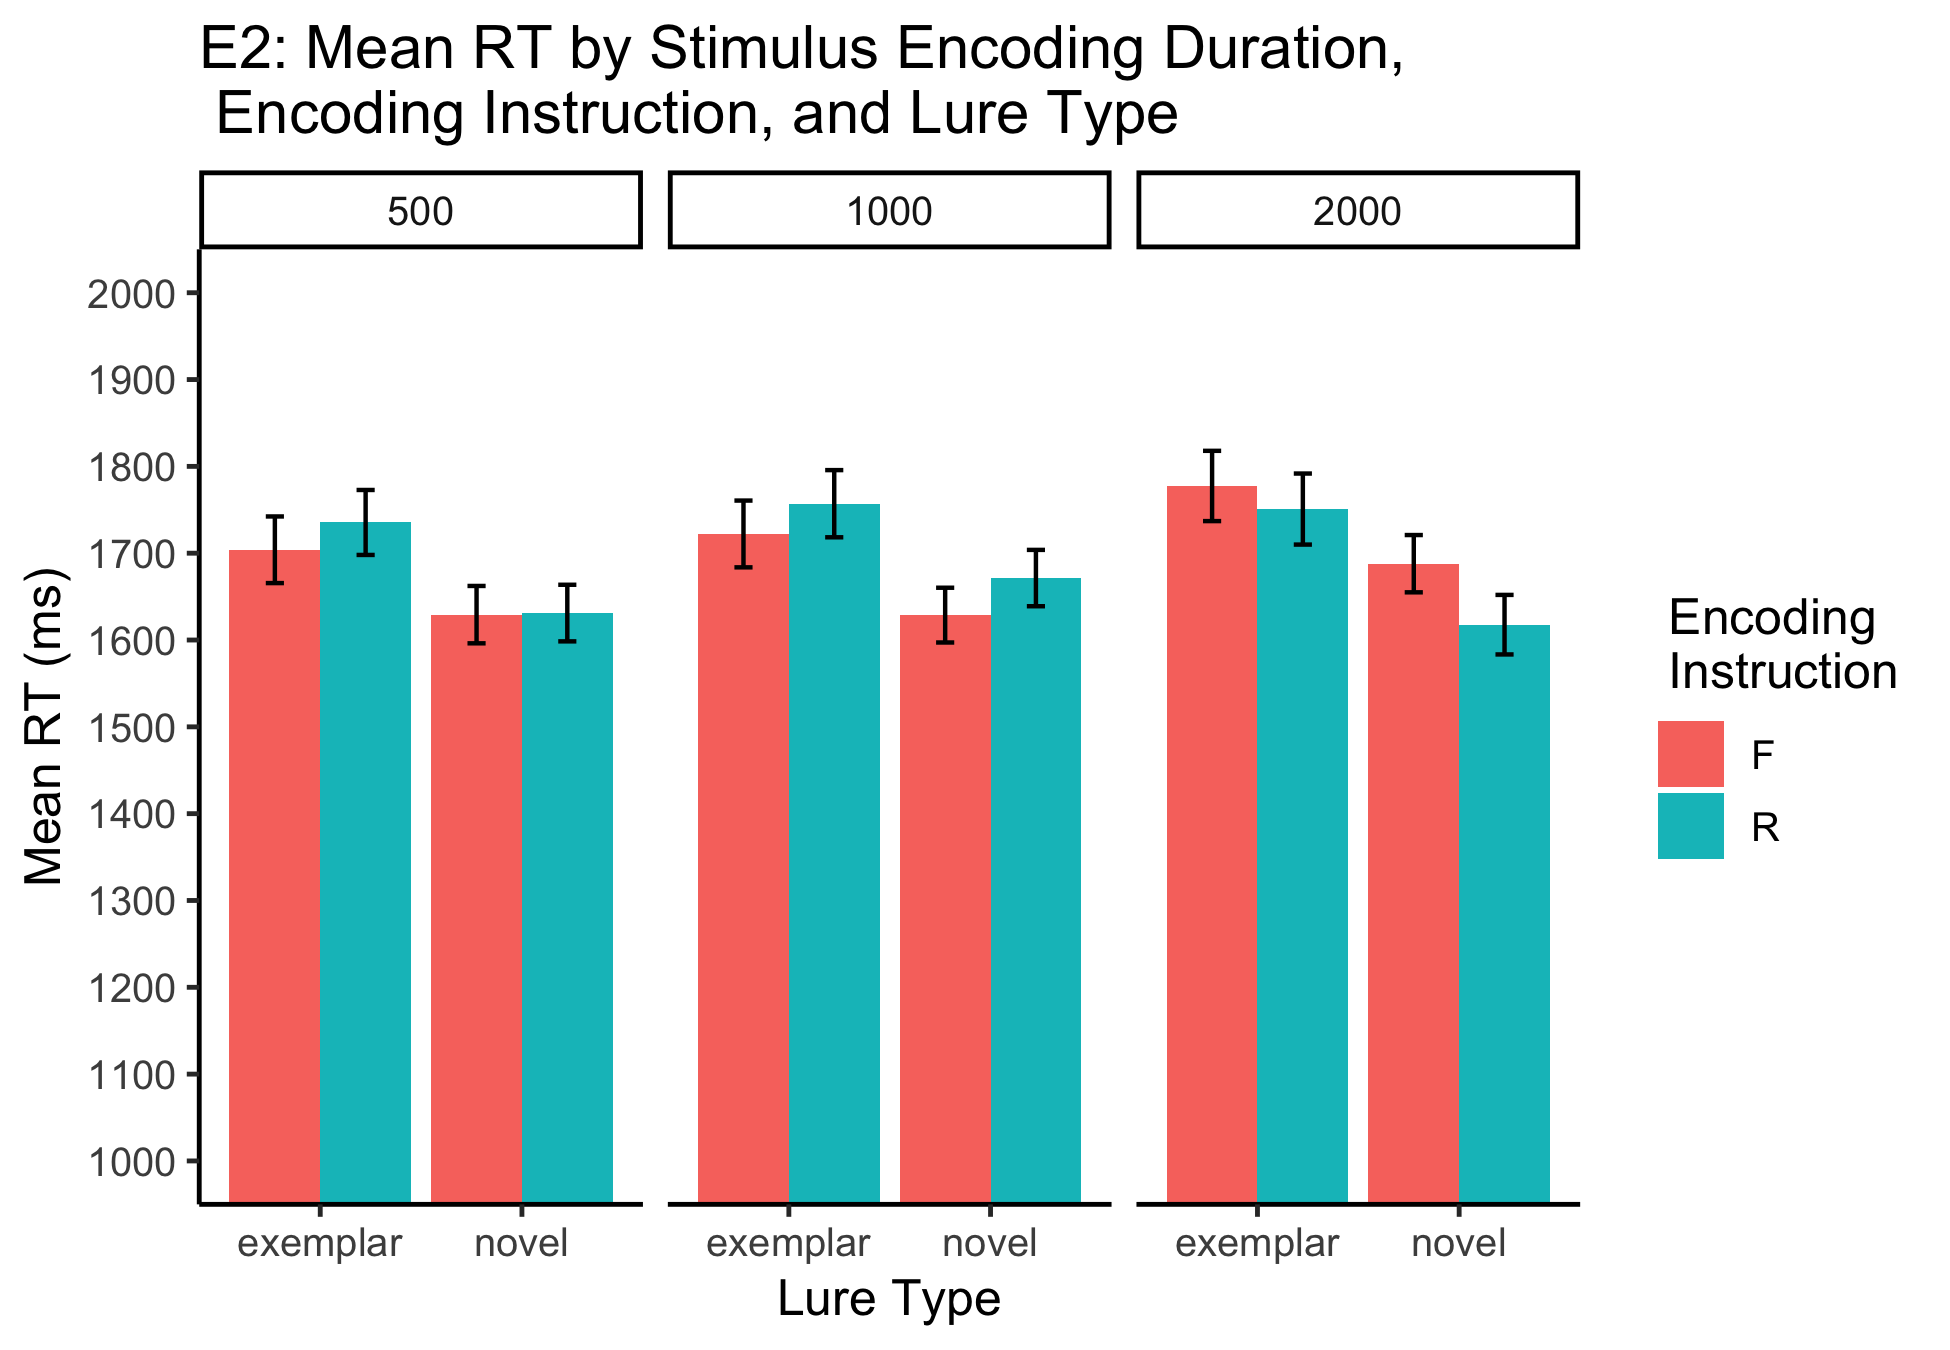 E2: Mean RT by Stimulus Encoding Duration,
Encoding Instruction, and Lure Type
500
1000
2000
2000
1900
1800
1700
1600
1500
1400
1300
1200
1100
1000
Mean RT (ms)
exemplar
novel
exemplar
novel
exemplar
novel
Lure Type
Encoding
Instruction
F
R